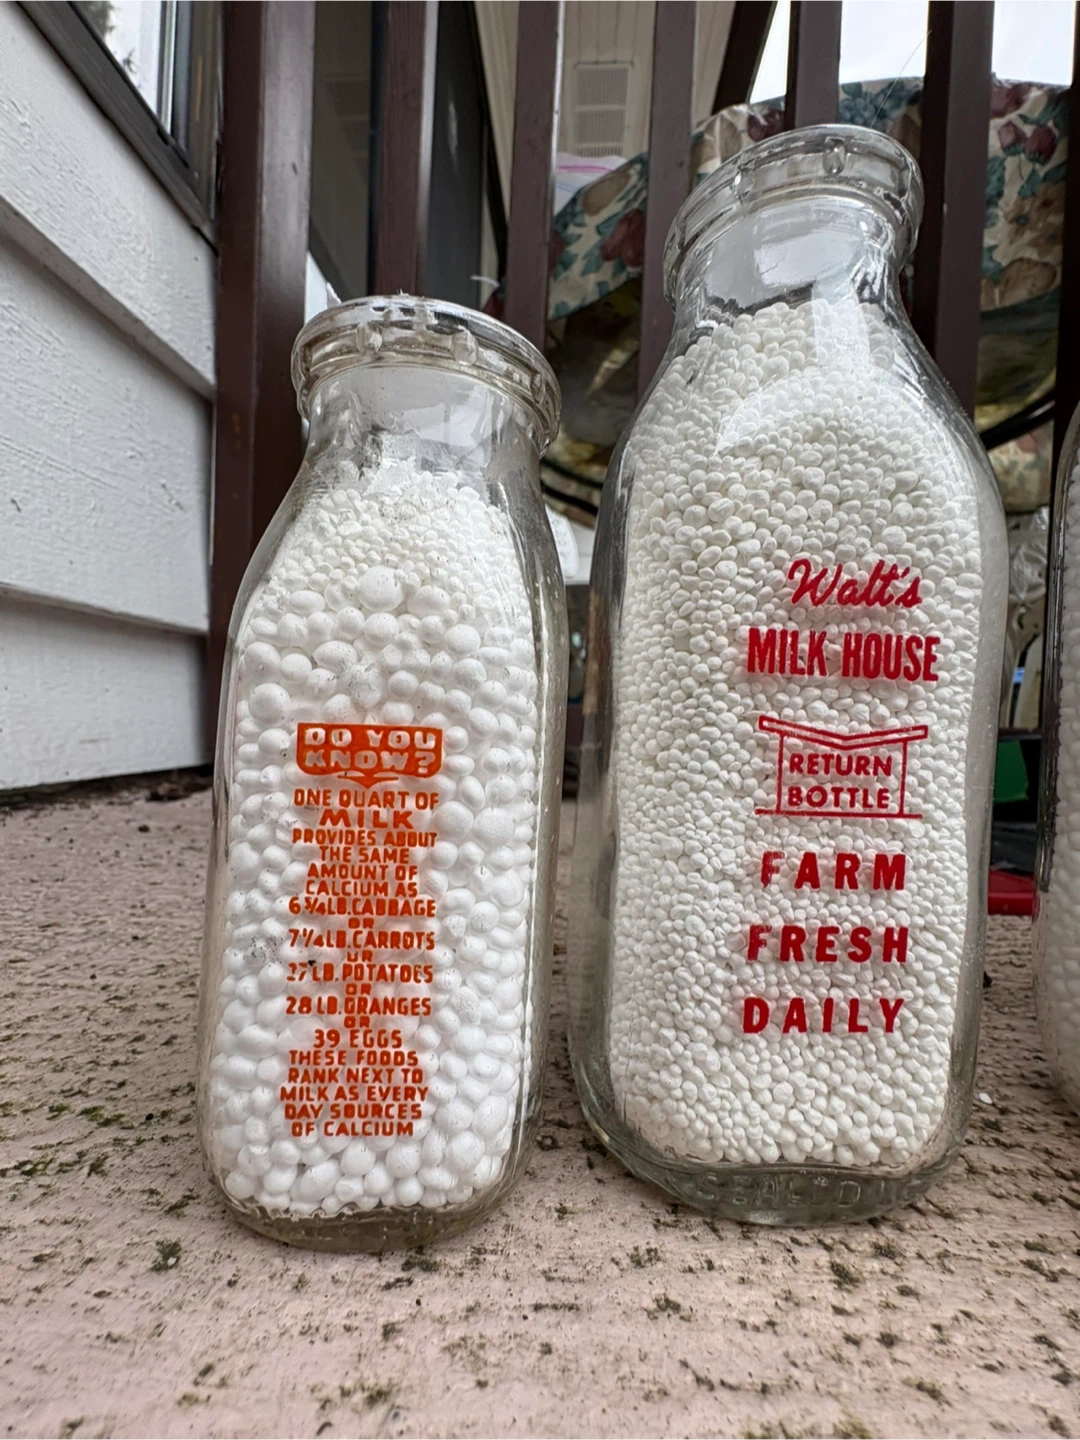 DO YOU
KNOW?
ONE QUART OF
MILK
PROVIDES ABOUT
THE SAME
AMOUNT OF
CALCIUM AS
6 3/4 LB. CABBAGE
OR
7 1/4 LB. CARROTS
OR
27 LB. POTATOES
OR
28 LB. ORANGES
OR
39 EGGS
THESE FOODS
RANK NEXT TO
MILK AS EVERY
DAY SOURCES
OF CALCIUM
Walt's
MILK HOUSE
RETURN
BOTTLE
FARM
FRESH
DAILY
SEALED